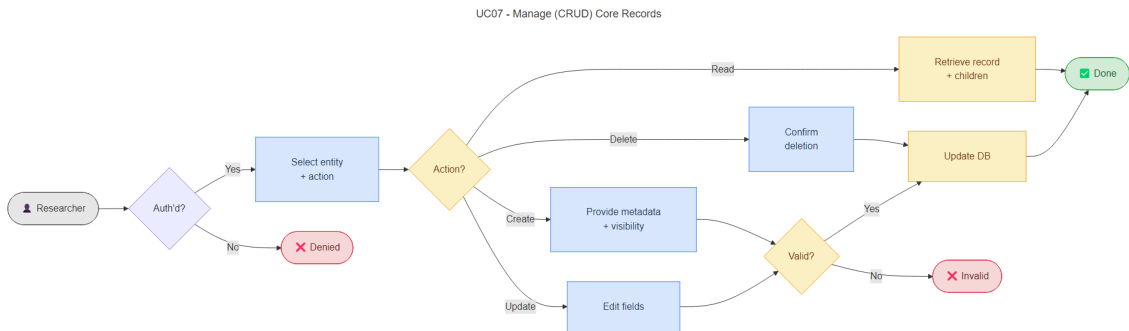 UC07 - Manage (CRUD) Core Records
Researcher
Auth'd?
Yes
No
Select entity
+ action
Denied
Action?
Read
Delete
Create
Update
Retrieve record
+ children
Confirm
deletion
Provide metadata
+ visibility
Edit fields
Valid?
Yes
No
Update DB
Invalid
Done